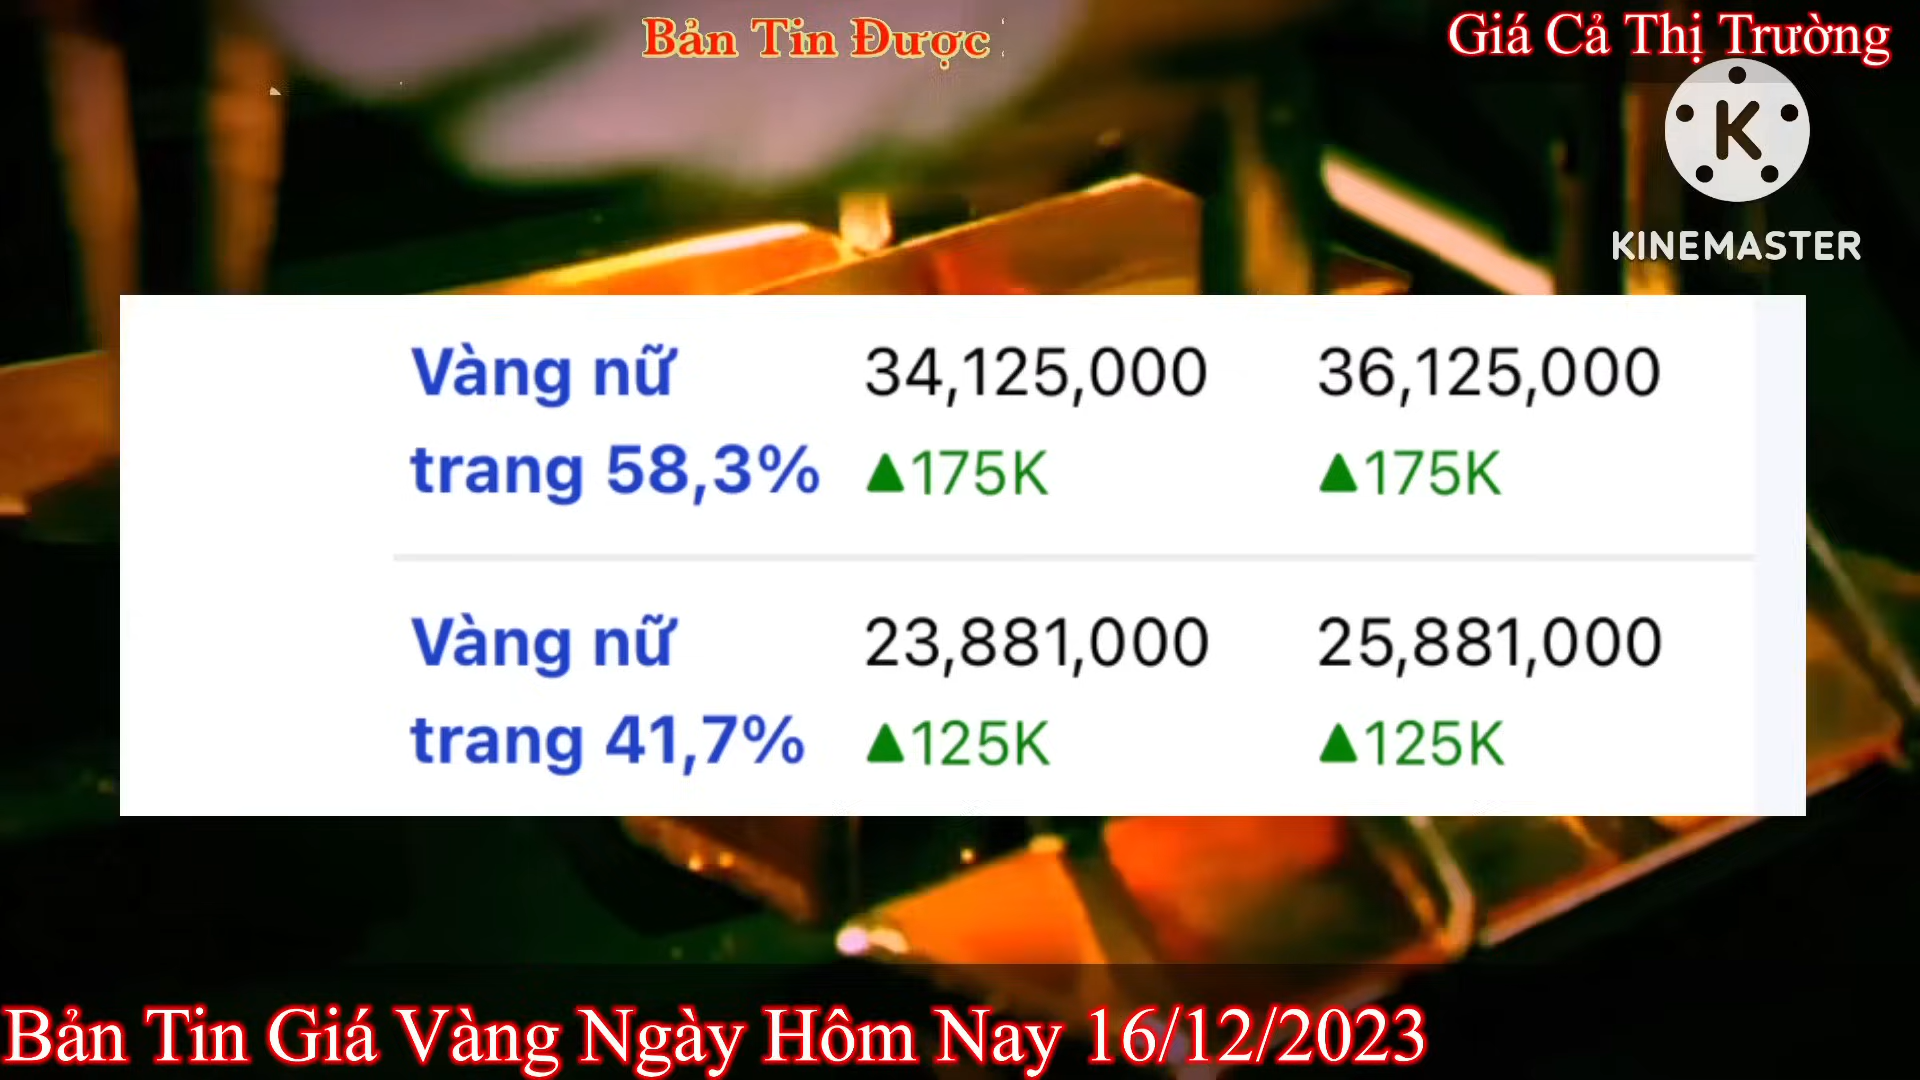 Bản Tin Được
Giá Cả Thị Trường
K
KINEMASTER
Vàng nữ 34,125,000 36,125,000
trang 58,3% ▲175K ▲175K
Vàng nữ 23,881,000 25,881,000
trang 41,7% ▲125K ▲125K
Bản Tin Giá Vàng Ngày Hôm Nay 16/12/2023